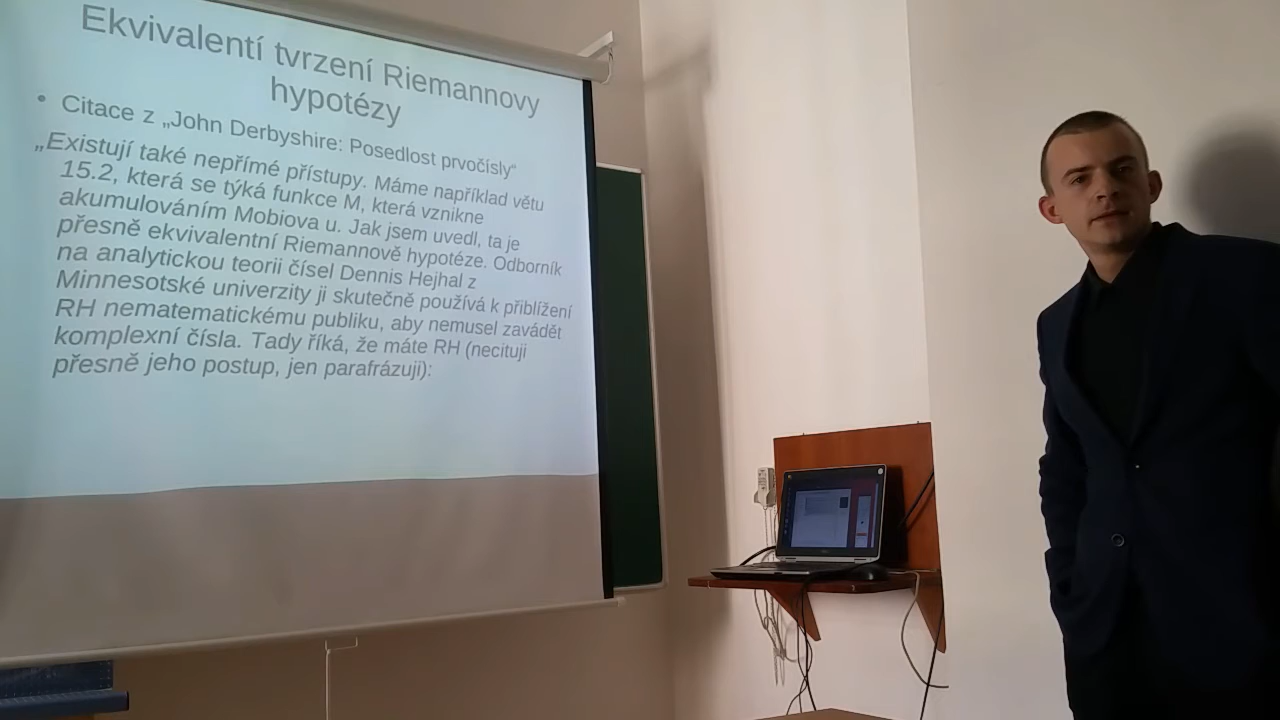 Ekvivalentí tvrzení Riemannovy
hypotézy
• Citace z „John Derbyshire: Posedlost prvočísly“
„Existují také nepřímé přístupy. Máme například větu
15.2, která se týká funkce M, která vznikne
akumulováním Mobiova u. Jak jsem uvedl, ta je
přesně ekvivalentní Riemannově hypotéze. Odborník
na analytickou teorii čísel Dennis Hejhal z
Minnesotské univerzity ji skutečně používá k přiblížení
RH nematematickému publiku, aby nemusel zavádět
komplexní čísla. Tady říká, že máte RH (necituji
přesně jeho postup, jen parafrázuji):